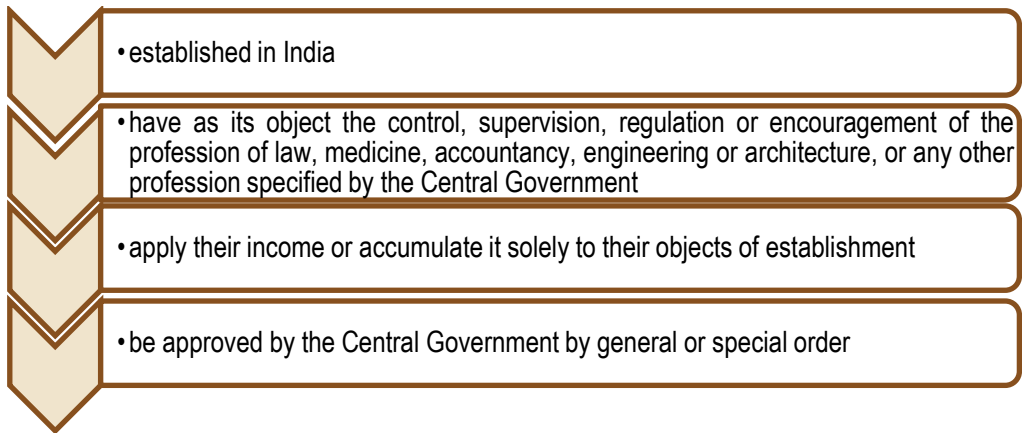 •established in India
•have as its object the control, supervision, regulation or encouragement of the
profession of law, medicine, accountancy, engineering or architecture, or any other
profession specified by the Central Government
•apply their income or accumulate it solely to their objects of establishment
•be approved by the Central Government by general or special order